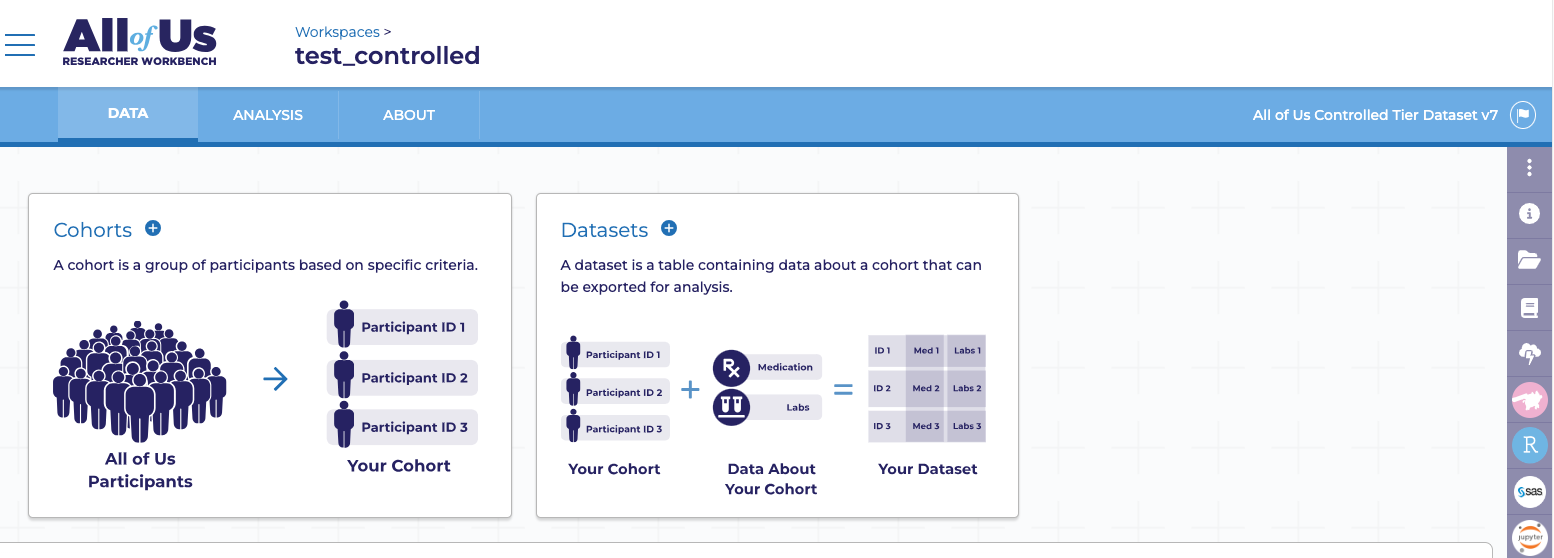 All of Us
RESEARCHER WORKBENCH
Workspaces >
test_controlled
DATA
ANALYSIS
ABOUT
All of Us Controlled Tier Dataset v7
Cohorts
A cohort is a group of participants based on specific criteria.
All of Us
Participants
Participant ID 1
Participant ID 2
Participant ID 3
Your Cohort
Datasets
A dataset is a table containing data about a cohort that can
be exported for analysis.
Participant ID 1
Participant ID 2
Participant ID 3
Your Cohort
+
Rx
Medication
Labs
Data About
Your Cohort
=
ID 1 Med 1 Labs 1
ID 2 Med 2 Labs 2
ID 3 Med 3 Labs 3
Your Dataset
i
R
sas
jupyter